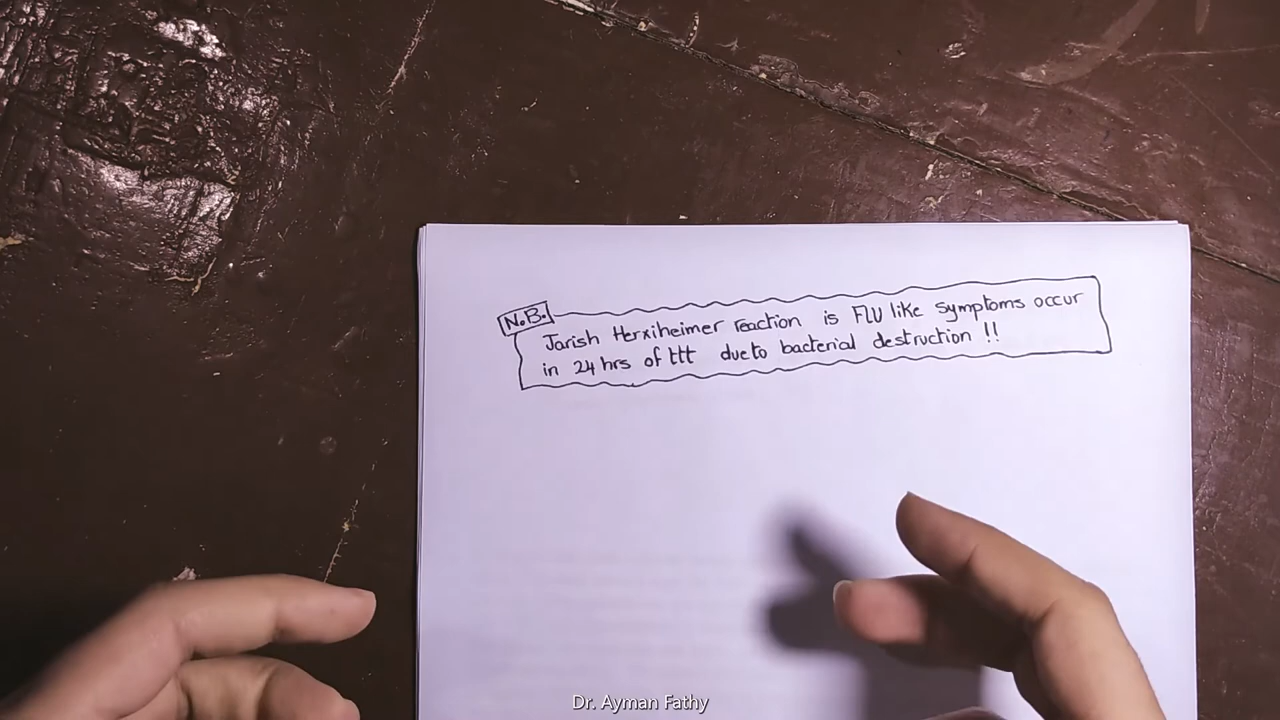 N.B.
Jarish Herxiheimer reaction is FLU like symptoms occur
in 24 hrs of ttt due to bacterial destruction !!
Dr. Ayman Fathy